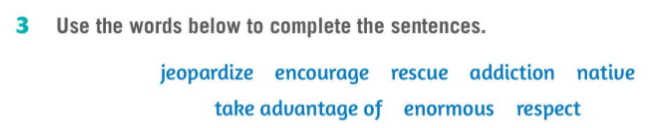 3 Use the words below to complete the sentences.
jeopardize encourage rescue addiction native
take advantage of enormous respect